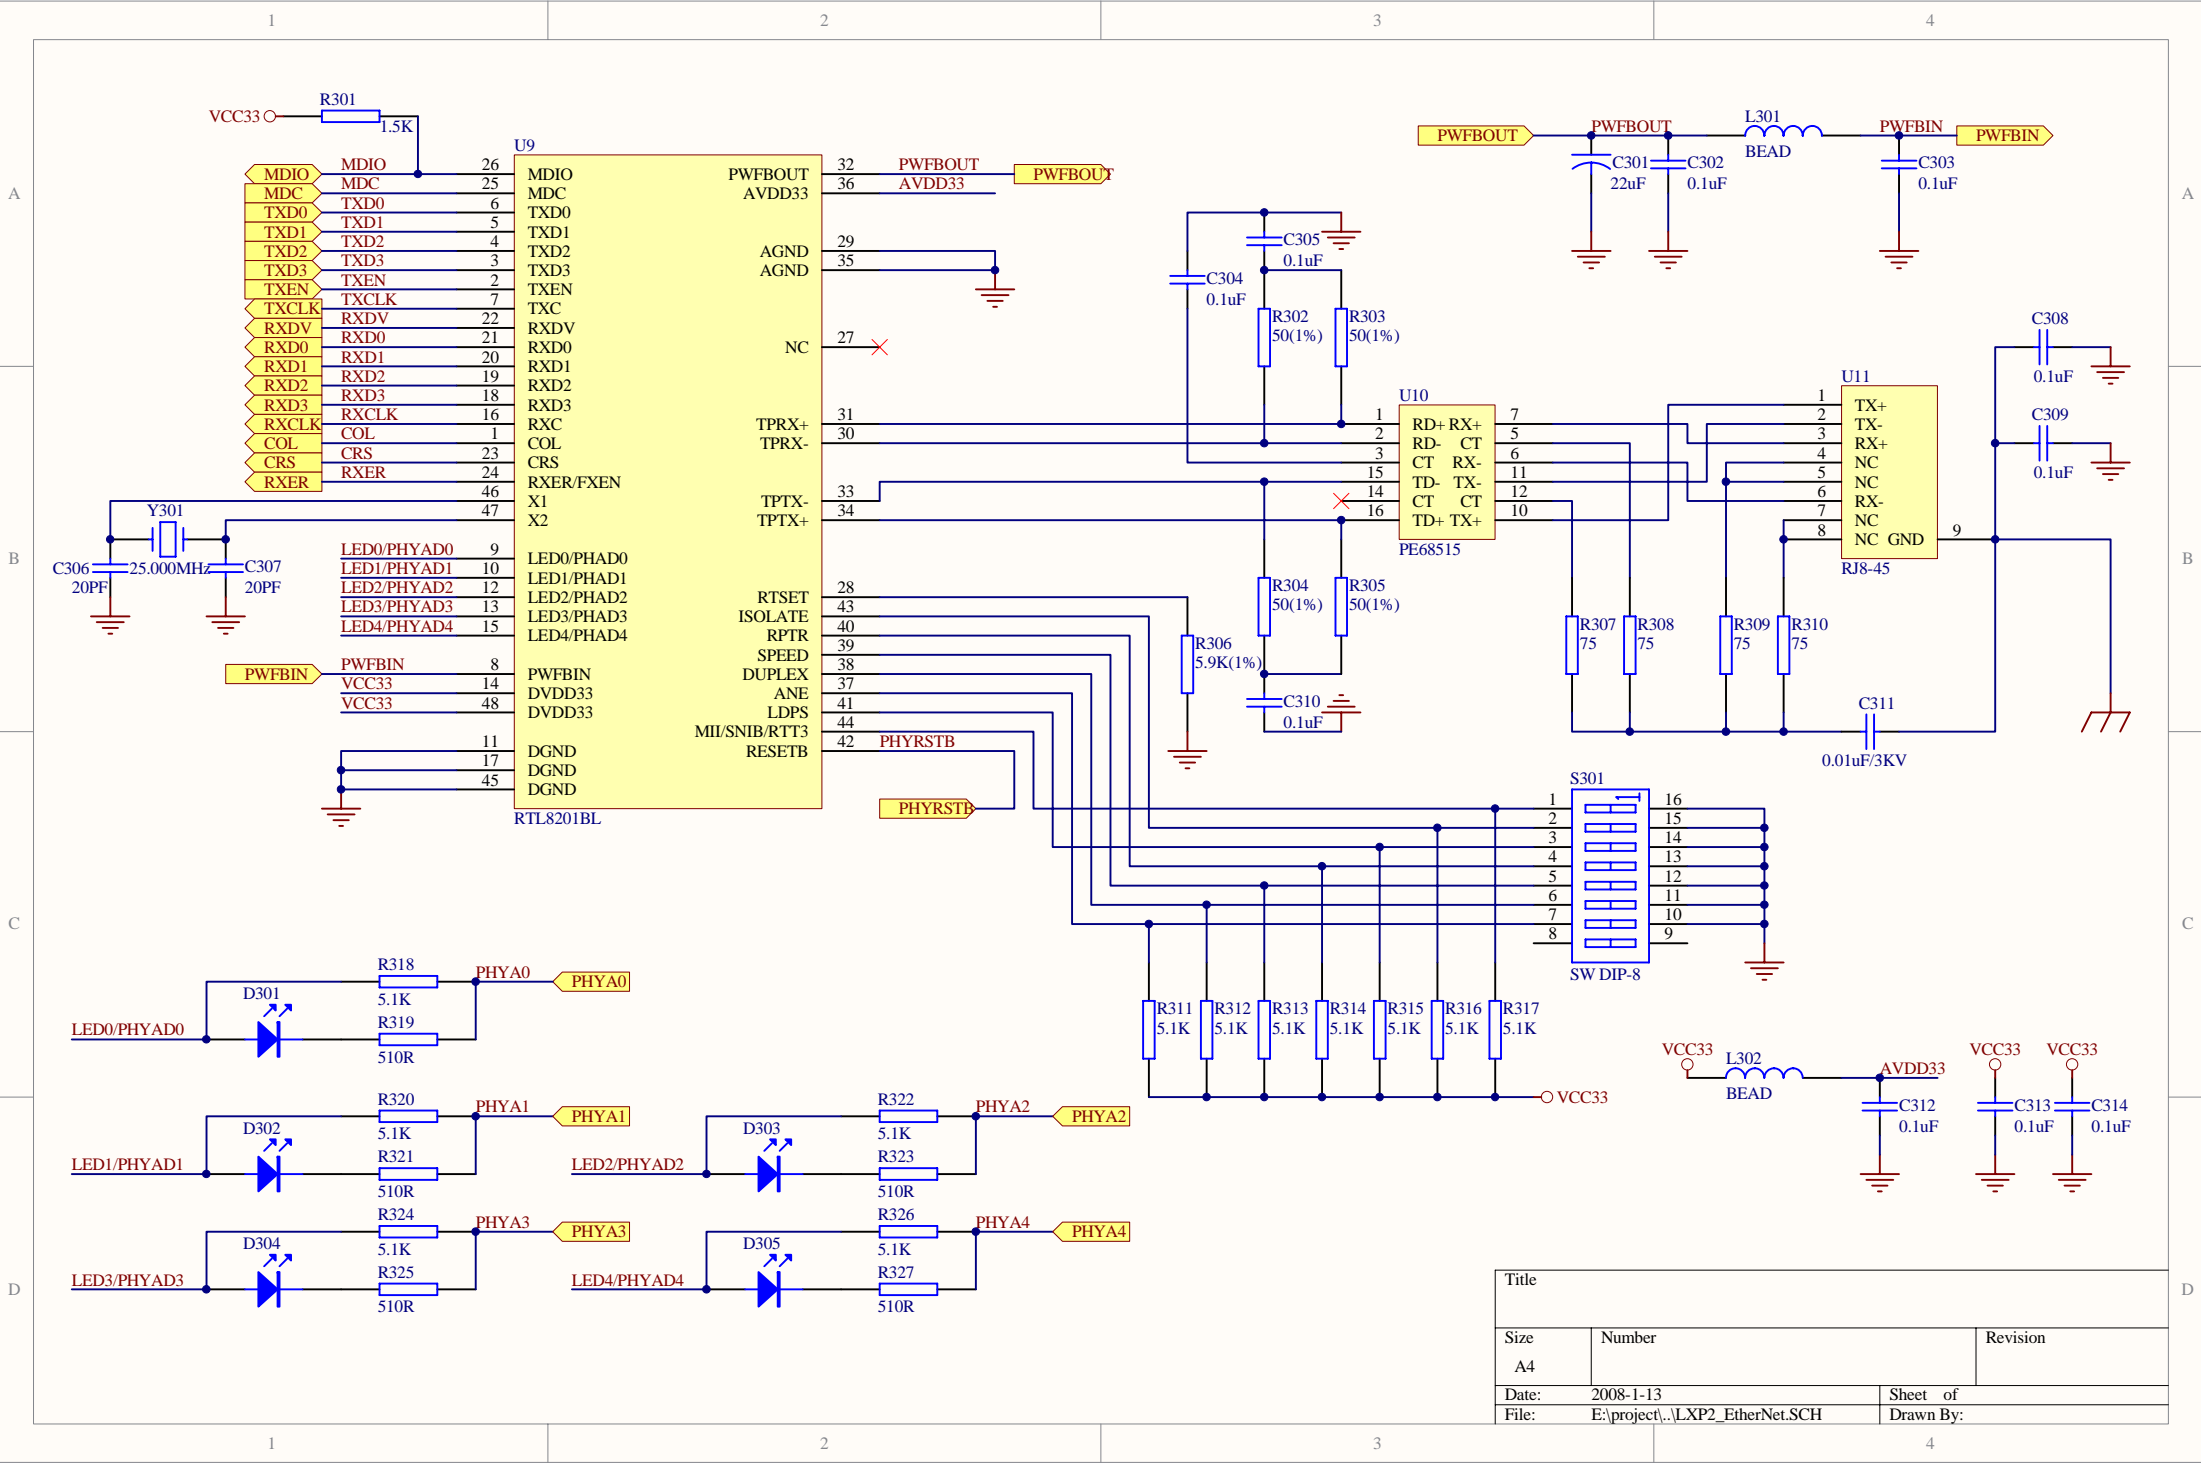 1 2 3 4
A A
B B
C C
D D
1 2 3 4
VCC33
R301
1.5K
U9
RTL8201BL
MDIO MDIO 26 MDIO
MDC MDC 25 MDC
TXD0 TXD0 6 TXD0
TXD1 TXD1 5 TXD1
TXD2 TXD2 4 TXD2
TXD3 TXD3 3 TXD3
TXEN TXEN 2 TXEN
TXCLK TXCLK 7 TXC
RXDV RXDV 22 RXDV
RXD0 RXD0 21 RXD0
RXD1 RXD1 20 RXD1
RXD2 RXD2 19 RXD2
RXD3 RXD3 18 RXD3
RXCLK RXCLK 16 RXC
COL COL 1 COL
CRS CRS 23 CRS
RXER RXER 24 RXER/FXEN
46 X1
47 X2
Y301
25.000MHz
C306
20PF
C307
20PF
LED0/PHYAD0 9 LED0/PHAD0
LED1/PHYAD1 10 LED1/PHAD1
LED2/PHYAD2 12 LED2/PHAD2
LED3/PHYAD3 13 LED3/PHAD3
LED4/PHYAD4 15 LED4/PHAD4
PWFBIN PWFBIN 8 PWFBIN
VCC33 14 DVDD33
VCC33 48 DVDD33
11 DGND
17 DGND
45 DGND
PWFBOUT 32 PWFBOUT PWFBOUT
AVDD33 36 AVDD33
AGND 29
AGND 35
NC 27
TPRX+ 31
TPRX- 30
TPTX- 33
TPTX+ 34
RTSET 28
ISOLATE 43
RPTR 40
SPEED 39
DUPLEX 38
ANE 37
LDPS 41
MII/SNIB/RTT3 44
RESETB 42 PHYRSTB
PHYRSTB
C304
0.1uF
C305
0.1uF
R302
50(1%)
R303
50(1%)
R304
50(1%)
R305
50(1%)
R306
5.9K(1%)
C310
0.1uF
U10
1 RD+ RX+ 7
2 RD- CT 5
3 CT RX- 6
15 TD- TX- 11
14 CT CT 12
16 TD+ TX+ 10
PE68515
PWFBOUT PWFBOUT
L301
BEAD
PWFBIN PWFBIN
C301
22uF
C302
0.1uF
C303
0.1uF
U11
1 TX+
2 TX-
3 RX+
4 NC
5 NC
6 RX-
7 NC
8 NC GND 9
RJ8-45
C308
0.1uF
C309
0.1uF
R307
75
R308
75
R309
75
R310
75
C311
0.01uF/3KV
S301
1 16
2 15
3 14
4 13
5 12
6 11
7 10
8 9
SW DIP-8
R311
5.1K
R312
5.1K
R313
5.1K
R314
5.1K
R315
5.1K
R316
5.1K
R317
5.1K
VCC33
VCC33
L302
BEAD
AVDD33
C312
0.1uF
VCC33
C313
0.1uF
VCC33
C314
0.1uF
LED0/PHYAD0
D301
R318
5.1K
R319
510R
PHYA0 PHYA0
LED1/PHYAD1
D302
R320
5.1K
R321
510R
PHYA1 PHYA1
LED2/PHYAD2
D303
R322
5.1K
R323
510R
PHYA2 PHYA2
LED3/PHYAD3
D304
R324
5.1K
R325
510R
PHYA3 PHYA3
LED4/PHYAD4
D305
R326
5.1K
R327
510R
PHYA4 PHYA4
Title
Size Number Revision
A4
Date: 2008-1-13 Sheet of
File: E:\project\..\LXP2_EtherNet.SCH Drawn By: